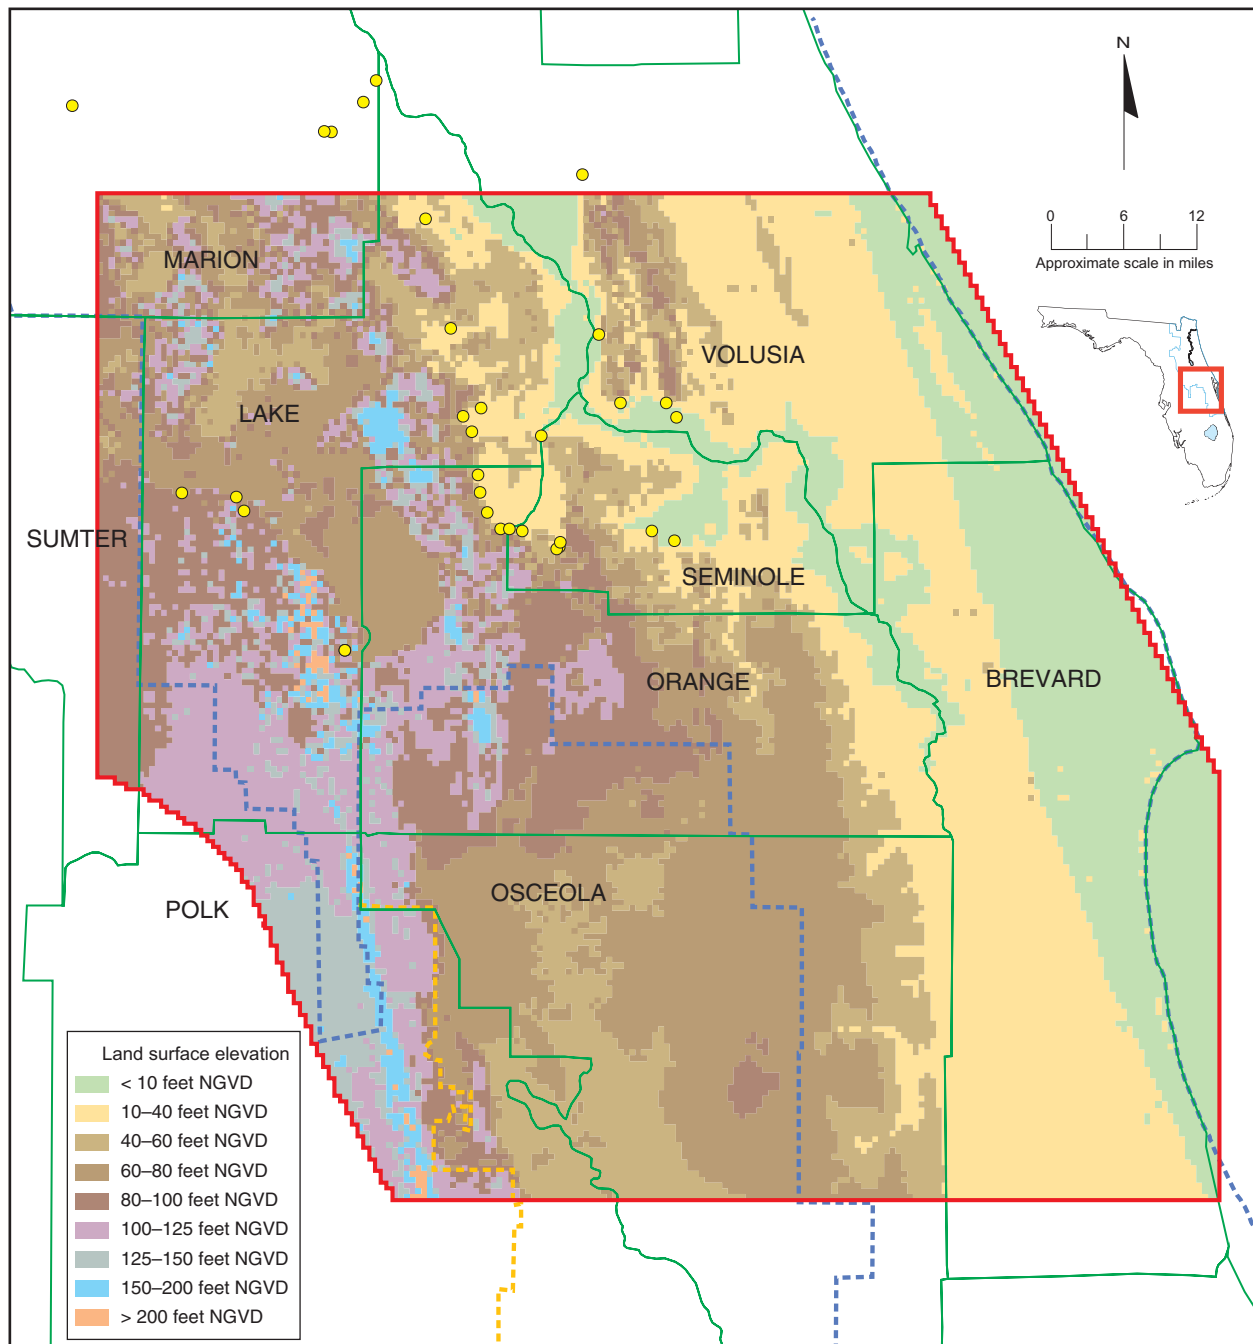 N
0 6 12
Approximate scale in miles
MARION
VOLUSIA
LAKE
SUMTER
SEMINOLE
ORANGE
BREVARD
OSCEOLA
POLK
Land surface elevation
< 10 feet NGVD
10–40 feet NGVD
40–60 feet NGVD
60–80 feet NGVD
80–100 feet NGVD
100–125 feet NGVD
125–150 feet NGVD
150–200 feet NGVD
> 200 feet NGVD